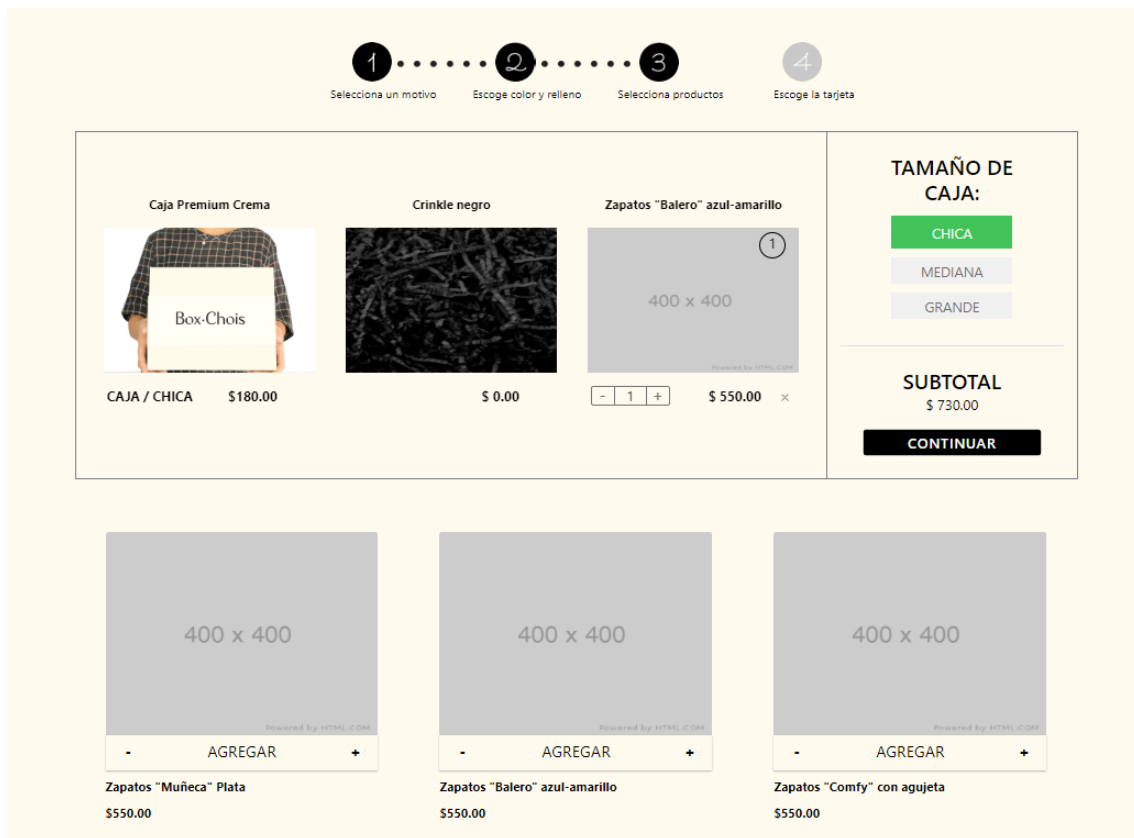 1 2 3 4
Selecciona un motivo Escoge color y relleno Selecciona productos Escoge la tarjeta
Caja Premium Crema
Box·Chois
CAJA / CHICA $180.00
Crinkle negro
$ 0.00
Zapatos "Balero" azul-amarillo
1
400 x 400
Powered by HTML.COM
- 1 + $ 550.00 ×
TAMAÑO DE
CAJA:
CHICA
MEDIANA
GRANDE
SUBTOTAL
$ 730.00
CONTINUAR
400 x 400
Powered by HTML.COM
- AGREGAR +
Zapatos "Muñeca" Plata
$550.00
400 x 400
Powered by HTML.COM
- AGREGAR +
Zapatos "Balero" azul-amarillo
$550.00
400 x 400
Powered by HTML.COM
- AGREGAR +
Zapatos "Comfy" con agujeta
$550.00